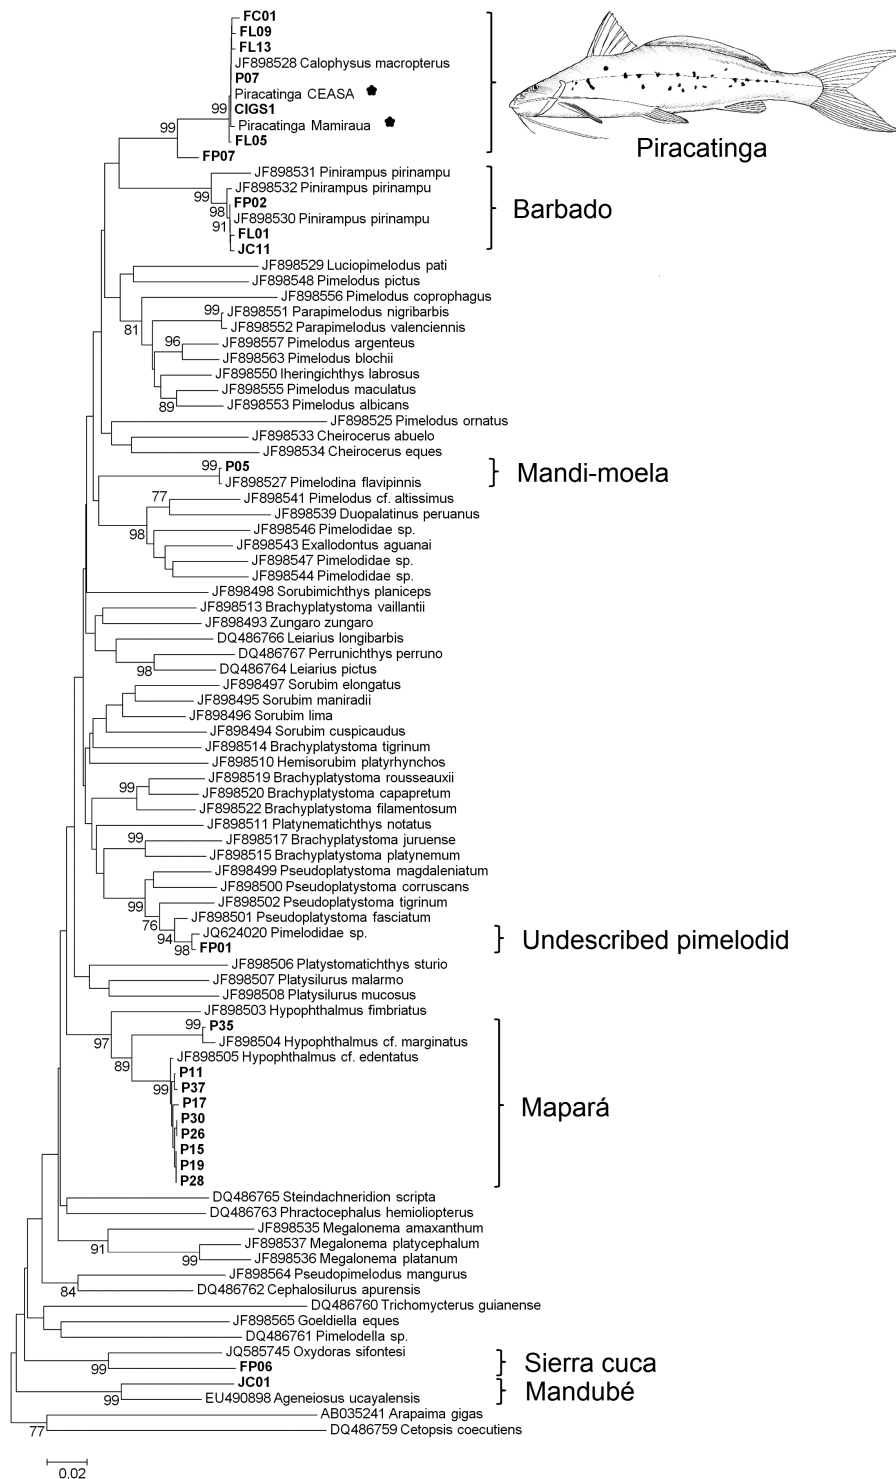 FC01
FL09
FL13
JF898528 Calophysus macropterus
P07
Piracatinga CEASA
CIGS1
99
Piracatinga Mamiraua
99
FL05
Piracatinga
FP07
JF898531 Pinirampus pirinampu
JF898532 Pinirampus pirinampu
99
FP02
98
Barbado
JF898530 Pinirampus pirinampu
91
FL01
JC11
JF898529 Luciopimelodus pati
JF898548 Pimelodus pictus
JF898556 Pimelodus coprophagus
99
JF898551 Parapimelodus nigribarbis
81
JF898552 Parapimelodus valenciennis
96
JF898557 Pimelodus argenteus
JF898563 Pimelodus blochii
JF898550 Iheringichthys labrosus
JF898555 Pimelodus maculatus
89
JF898553 Pimelodus albicans
JF898525 Pimelodus ornatus
JF898533 Cheirocerus abuelo
JF898534 Cheirocerus eques
99
P05
Mandi-moela
JF898527 Pimelodina flavipinnis
77
JF898541 Pimelodus cf. altissimus
JF898539 Duopalatinus peruanus
98
JF898546 Pimelodidae sp.
JF898543 Exallodontus aguanai
JF898547 Pimelodidae sp.
JF898544 Pimelodidae sp.
JF898498 Sorubimichthys planiceps
JF898513 Brachyplatystoma vaillantii
JF898493 Zungaro zungaro
DQ486766 Leiarius longibarbis
DQ486767 Perrunichthys perruno
98
DQ486764 Leiarius pictus
JF898497 Sorubim elongatus
JF898495 Sorubim maniradii
JF898496 Sorubim lima
JF898494 Sorubim cuspicaudus
JF898514 Brachyplatystoma tigrinum
JF898510 Hemisorubim platyrhynchos
JF898519 Brachyplatystoma rousseauxii
99
JF898520 Brachyplatystoma capapretum
JF898522 Brachyplatystoma filamentosum
JF898511 Platynematichthys notatus
99
JF898517 Brachyplatystoma juruense
JF898515 Brachyplatystoma platynemum
JF898499 Pseudoplatystoma magdaleniatum
JF898500 Pseudoplatystoma corruscans
99
JF898502 Pseudoplatystoma tigrinum
76
JF898501 Pseudoplatystoma fasciatum
94
JQ624020 Pimelodidae sp.
Undescribed pimelodid
98
FP01
JF898506 Platystomatichthys sturio
JF898507 Platysilurus malarmo
JF898508 Platysilurus mucosus
JF898503 Hypophthalmus fimbriatus
99
P35
97
JF898504 Hypophthalmus cf. marginatus
89
JF898505 Hypophthalmus cf. edentatus
P11
99
P37
P17
Mapará
P30
P26
P15
P19
P28
DQ486765 Steindachneridion scripta
DQ486763 Phractocephalus hemioliopterus
JF898535 Megalonema amaxanthum
91
JF898537 Megalonema platycephalum
99
JF898536 Megalonema platanum
JF898564 Pseudopimelodus mangurus
84
DQ486762 Cephalosilurus apurensis
DQ486760 Trichomycterus guianense
JF898565 Goeldiella eques
DQ486761 Pimelodella sp.
JQ585745 Oxydoras sifontesi
99
FP06
Sierra cuca
JC01
Mandubé
99
EU490898 Ageneiosus ucayalensis
AB035241 Arapaima gigas
77
DQ486759 Cetopsis coecutiens
0.02